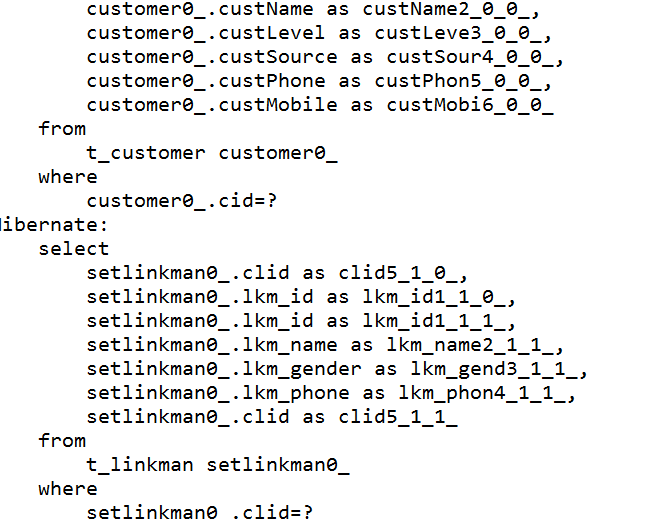 customer0_.custName as custName2_0_0_,
customer0_.custLevel as custLeve3_0_0_,
customer0_.custSource as custSour4_0_0_,
customer0_.custPhone as custPhon5_0_0_,
customer0_.custMobile as custMobi6_0_0_
from
t_customer customer0_
where
customer0_.cid=?
Hibernate:
select
setlinkman0_.clid as clid5_1_0_,
setlinkman0_.lkm_id as lkm_id1_1_0_,
setlinkman0_.lkm_id as lkm_id1_1_1_,
setlinkman0_.lkm_name as lkm_name2_1_1_,
setlinkman0_.lkm_gender as lkm_gend3_1_1_,
setlinkman0_.lkm_phone as lkm_phon4_1_1_,
setlinkman0_.clid as clid5_1_1_
from
t_linkman setlinkman0_
where
setlinkman0 .clid=?